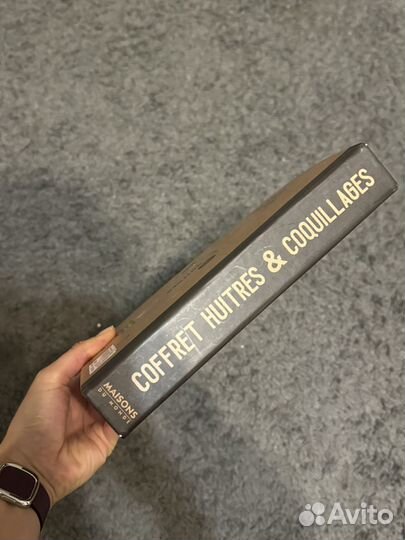 COFFRET HUITRES & COQUILLAGES
MAISONS
DU MONDE
Avito